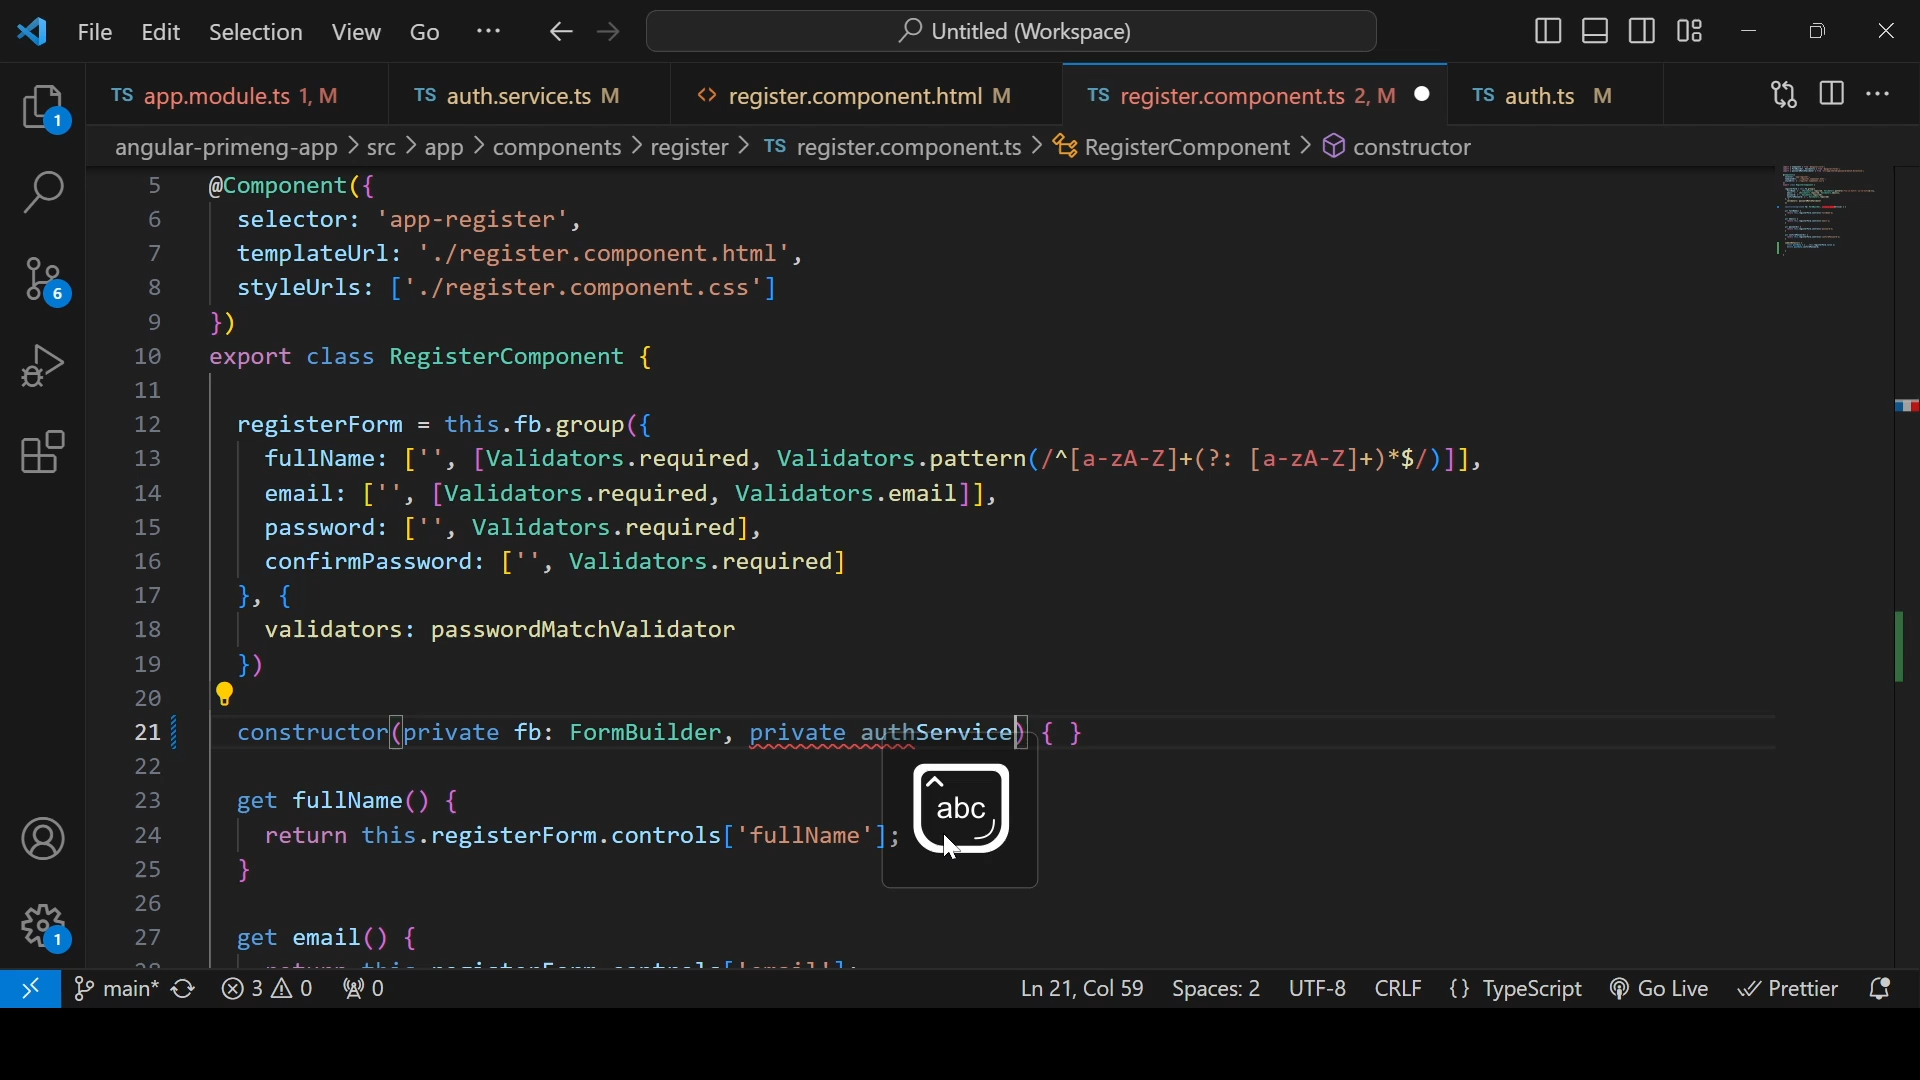 File Edit Selection View Go ··· Untitled (Workspace)
TS app.module.ts 1, M TS auth.service.ts M <> register.component.html M TS register.component.ts 2, M TS auth.ts M
angular-primeng-app > src > app > components > register > TS register.component.ts > RegisterComponent > constructor
5 @Component({
6 selector: 'app-register',
7 templateUrl: './register.component.html',
8 styleUrls: ['./register.component.css']
9 })
10 export class RegisterComponent {
11
12 registerForm = this.fb.group({
13 fullName: ['', [Validators.required, Validators.pattern(/^[a-zA-Z]+(?: [a-zA-Z]+)*$/)]],
14 email: ['', [Validators.required, Validators.email]],
15 password: ['', Validators.required],
16 confirmPassword: ['', Validators.required]
17 }, {
18 validators: passwordMatchValidator
19 })
20
21 constructor(private fb: FormBuilder, private authService) { }
22
23 get fullName() {
24 return this.registerForm.controls['fullName'];
25 }
26
27 get email() {
abc
1
6
1
main* 3 0 0 Ln 21, Col 59 Spaces: 2 UTF-8 CRLF {} TypeScript Go Live Prettier